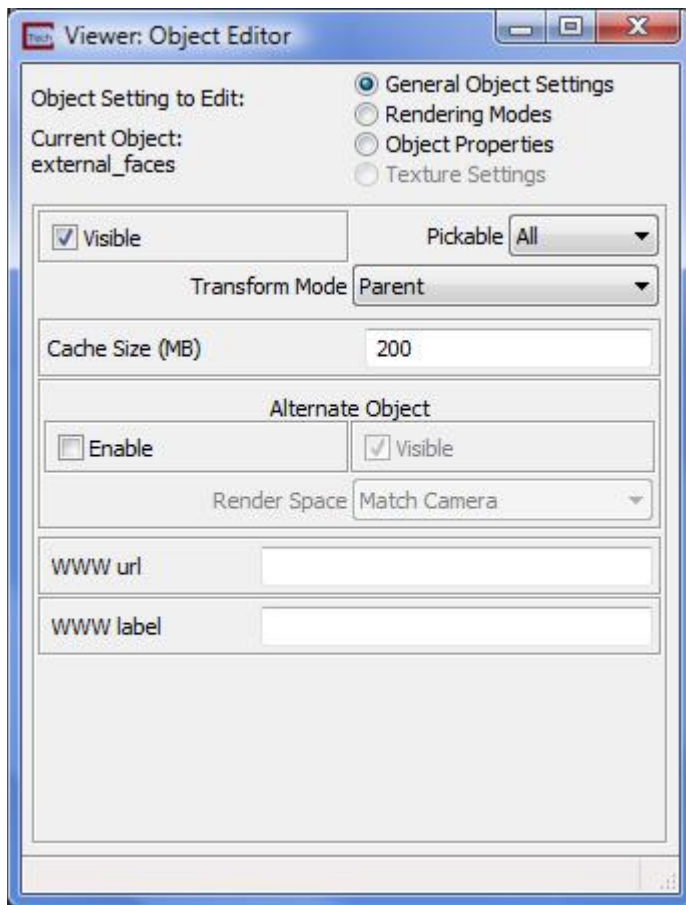 Tech Viewer: Object Editor
Object Setting to Edit:
General Object Settings
Rendering Modes
Current Object:
external_faces
Object Properties
Texture Settings
Visible Pickable All
Transform Mode Parent
Cache Size (MB) 200
Alternate Object
Enable Visible
Render Space Match Camera
WWW url
WWW label